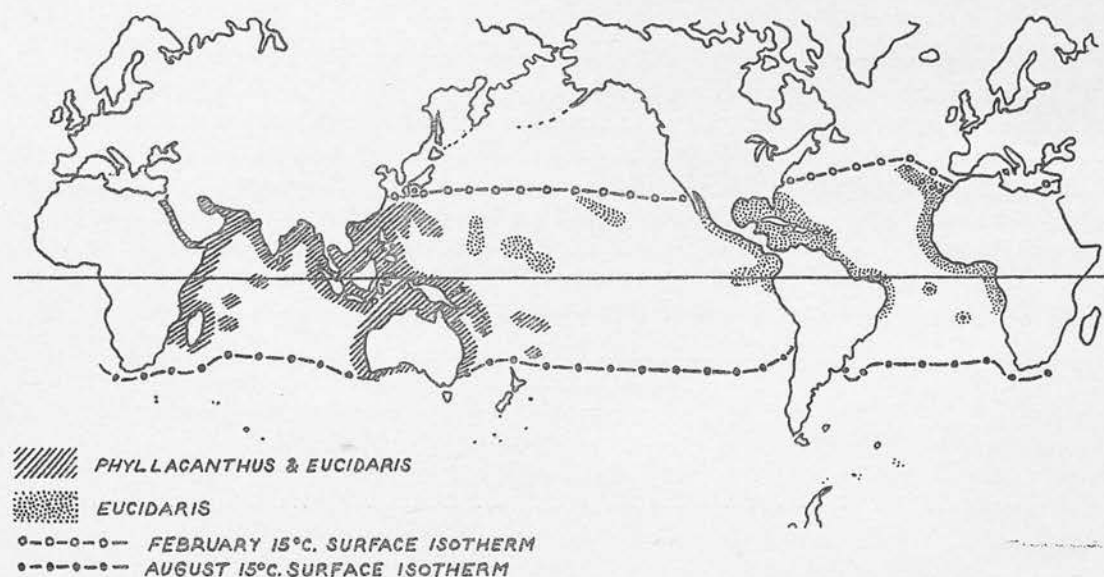 PHYLLACANTHUS & EUCIDARIS
EUCIDARIS
FEBRUARY 15°C. SURFACE ISOTHERM
AUGUST 15°C. SURFACE ISOTHERM